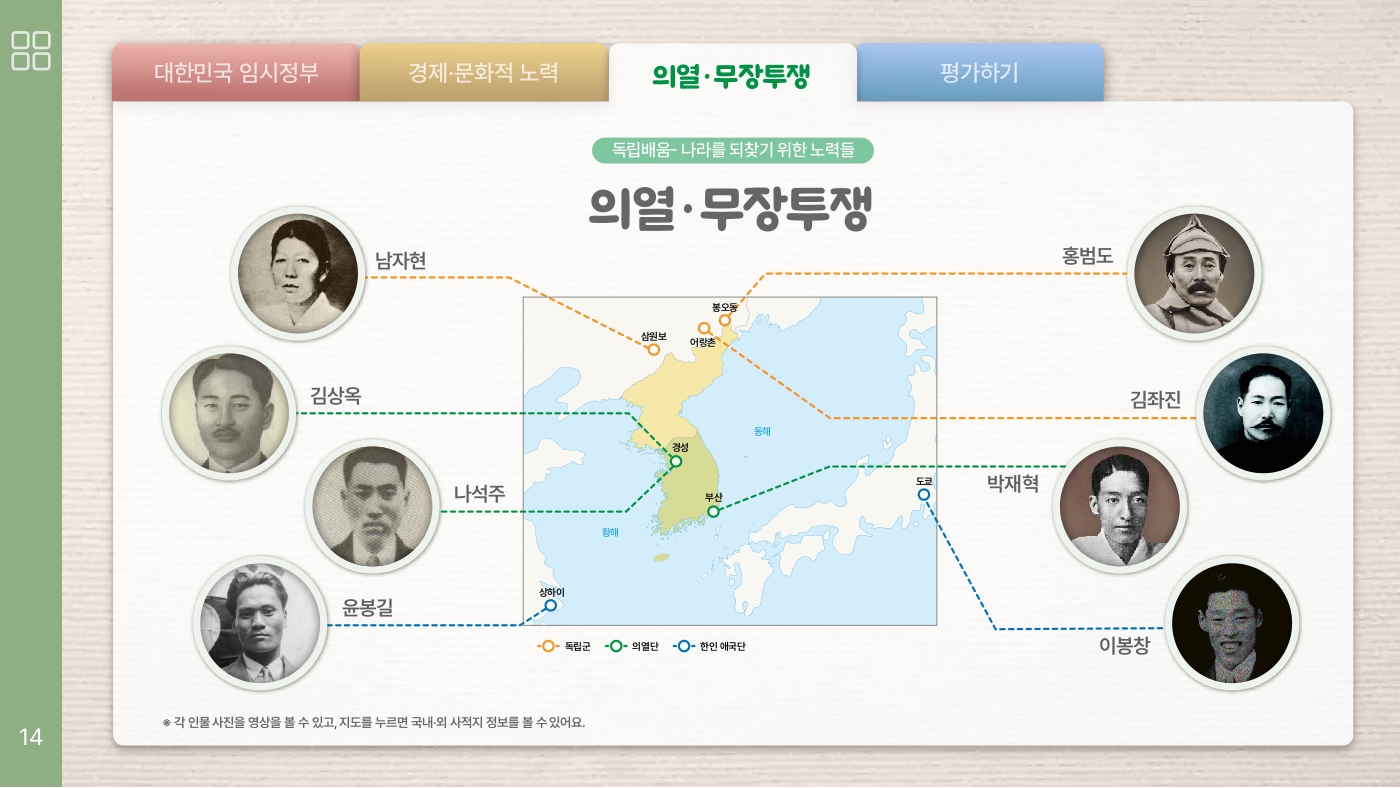 대한민국 임시정부
경제·문화적 노력
의열·무장투쟁
평가하기
독립배움- 나라를 되찾기 위한 노력들
의열·무장투쟁
남자현
홍범도
봉오동
삼원보
어랑촌
김상옥
김좌진
동해
경성
나석주
부산
도쿄
박재혁
황해
상하이
윤봉길
이봉창
독립군
의열단
한인 애국단
※ 각 인물 사진을 영상을 볼 수 있고, 지도를 누르면 국내·외 사적지 정보를 볼 수 있어요.
14